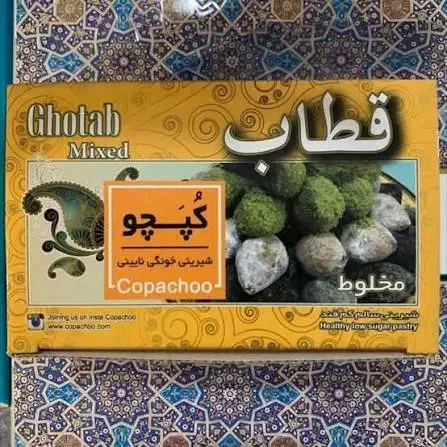 Ghotab
Mixed
قطاب
کُپَچو
شیرینی خونگی نایینی
Copachoo
مخلوط
Joining us on insta Copachoo
www.copachoo.com
شیرینی سالم کم قند
Healthy low sugar pastry